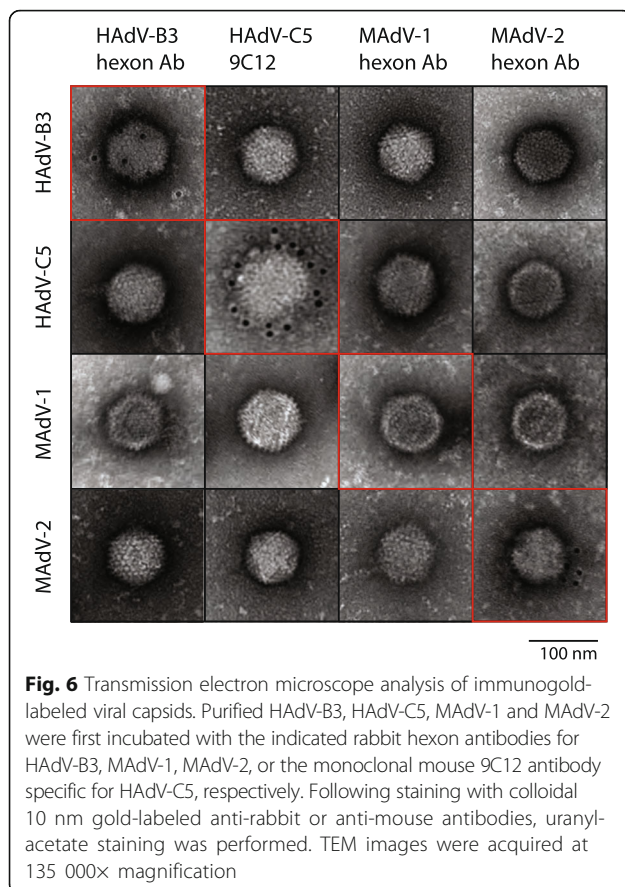 HAdV-B3 HAdV-C5 MAdV-1 MAdV-2
hexon Ab 9C12 hexon Ab hexon Ab
HAdV-B3
HAdV-C5
MAdV-1
MAdV-2
100 nm
Fig. 6 Transmission electron microscope analysis of immunogold-
labeled viral capsids. Purified HAdV-B3, HAdV-C5, MAdV-1 and MAdV-2
were first incubated with the indicated rabbit hexon antibodies for
HAdV-B3, MAdV-1, MAdV-2, or the monoclonal mouse 9C12 antibody
specific for HAdV-C5, respectively. Following staining with colloidal
10 nm gold-labeled anti-rabbit or anti-mouse antibodies, uranyl-
acetate staining was performed. TEM images were acquired at
135 000× magnification